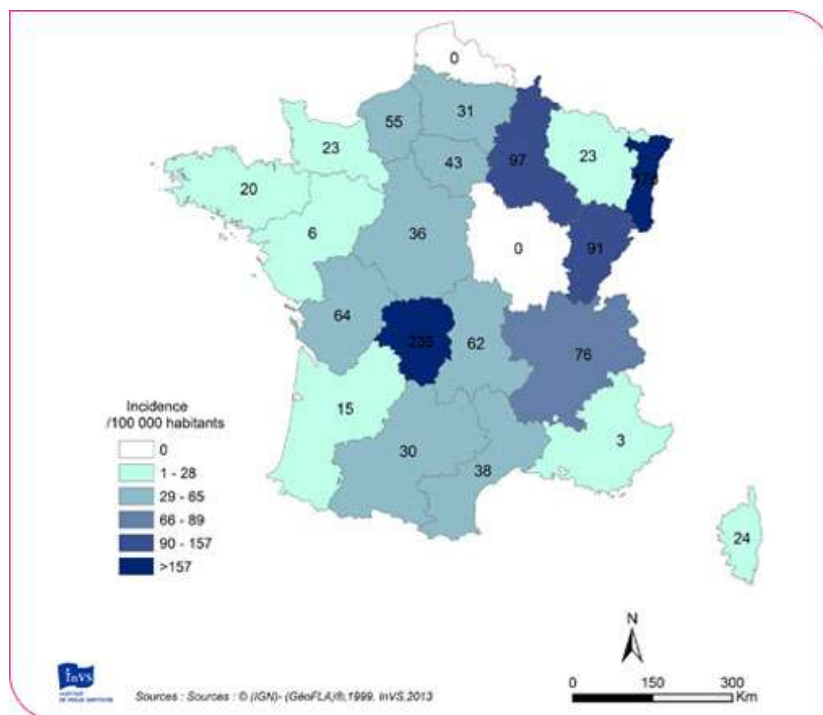 0
31
55
23
43
97
23
20
6
36
0
91
64
235
62
76
15
30
38
3
24
Incidence
/100 000 habitants
0
1 - 28
29 - 65
66 - 89
90 - 157
>157
N
inVS
Sources : Sources : © (IGN)- (GéoFLA)®,1999, InVS,2013
0 150 300
Km